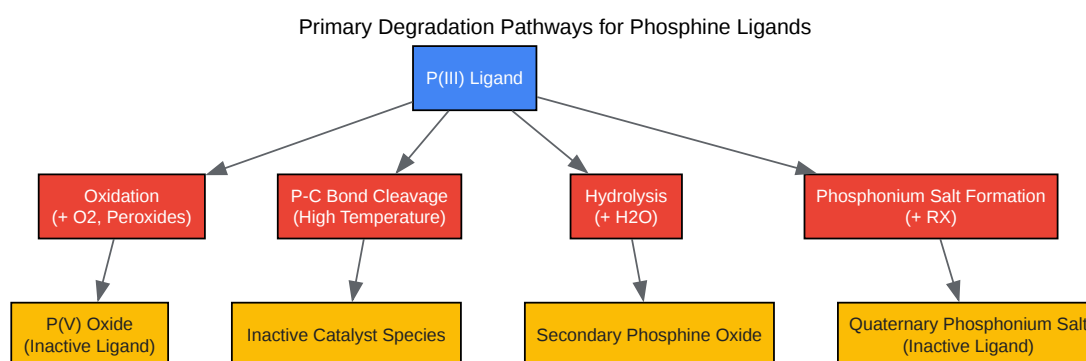 Primary Degradation Pathways for Phosphine Ligands
P(III) Ligand
Oxidation
(+ O2, Peroxides)
P-C Bond Cleavage
(High Temperature)
Hydrolysis
(+ H2O)
Phosphonium Salt Formation
(+ RX)
P(V) Oxide
(Inactive Ligand)
Inactive Catalyst Species
Secondary Phosphine Oxide
Quaternary Phosphonium Salt
(Inactive Ligand)